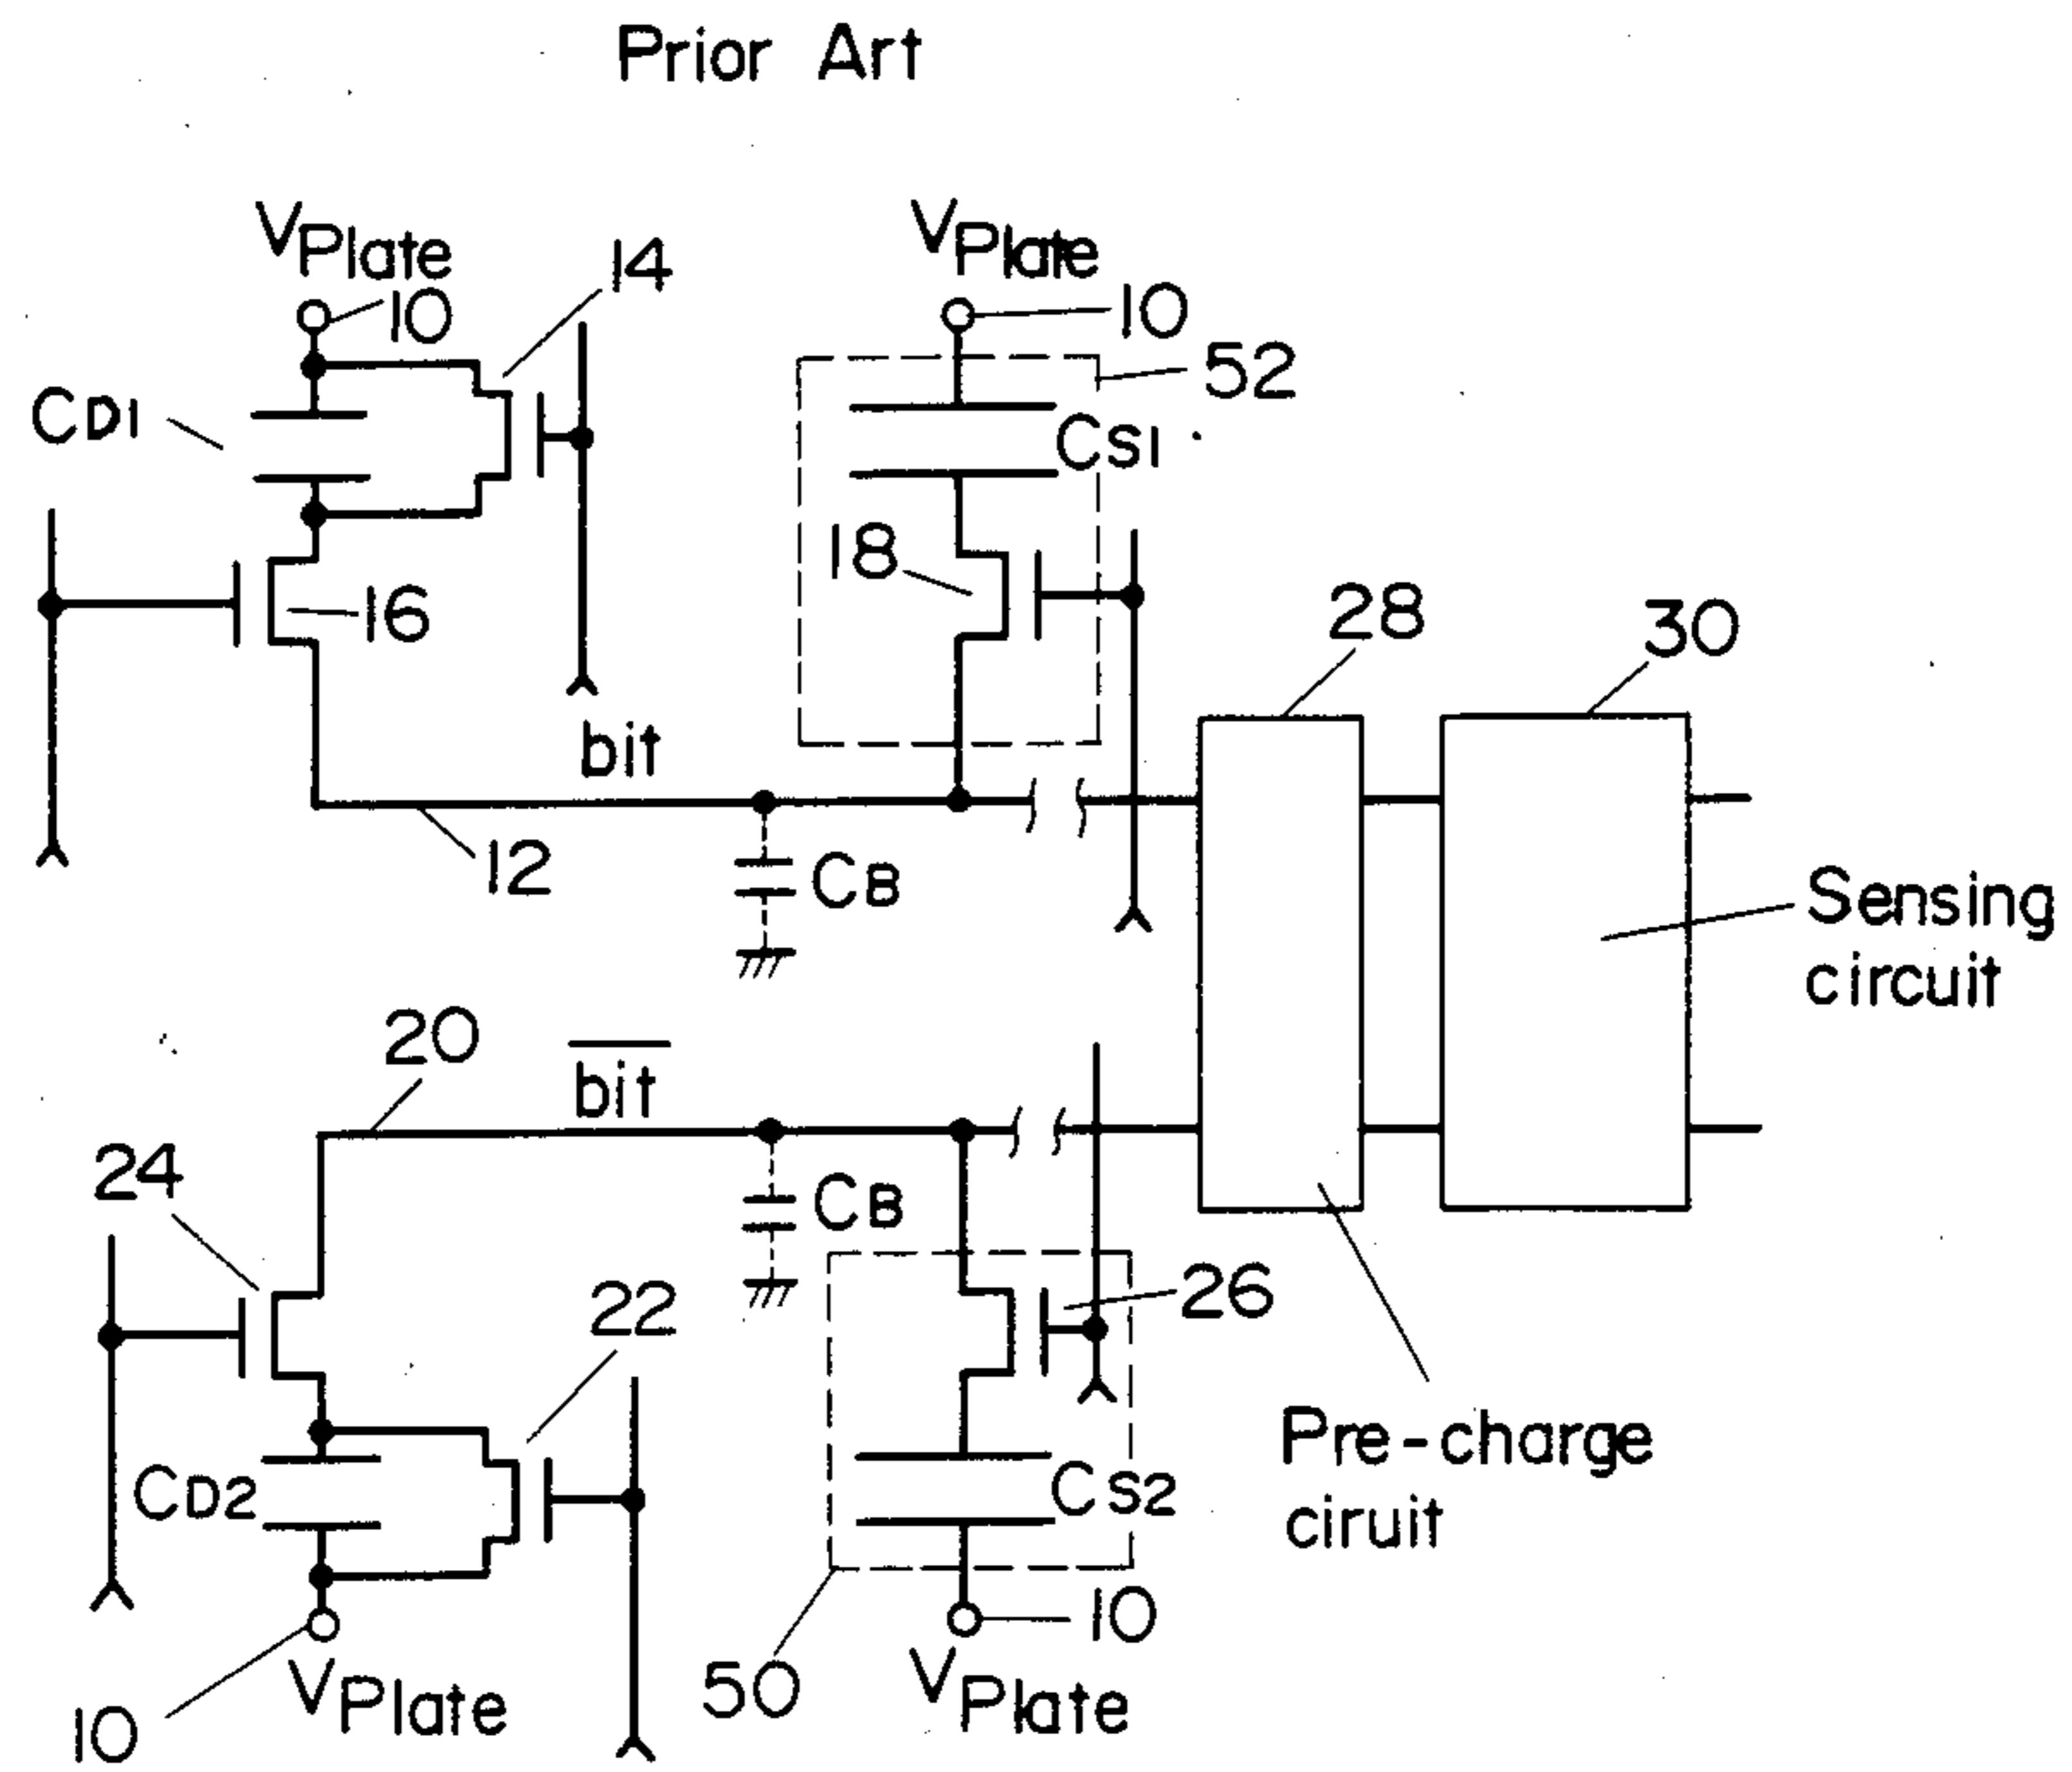 Prior Art
VPlate
VPlate
14
10
10
52
CD1
CS1
18
16
28
30
bit
12
CB
Sensing
circuit
20
bit
24
CB
22
26
Pre-charge
ciruit
CD2
CS2
10
50
VPlate
VPlate
10